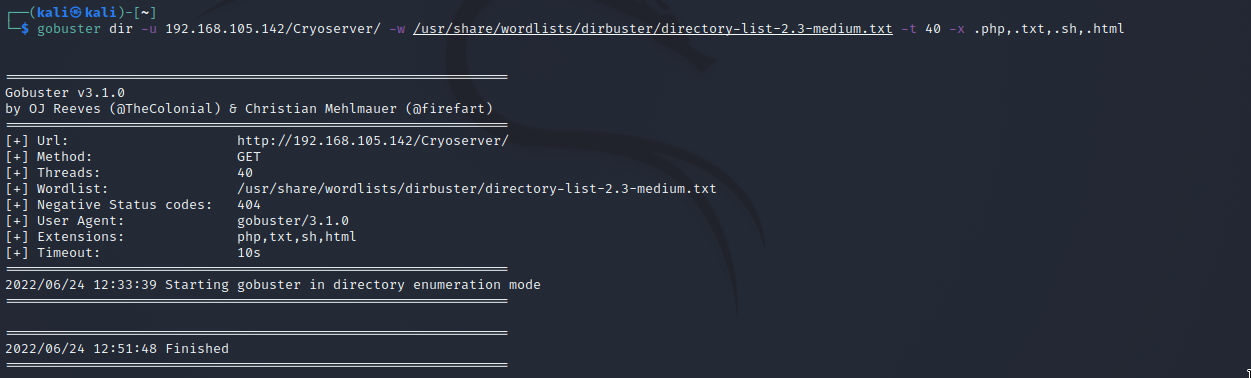 ┌──(kali㉿kali)-[~]
└─$ gobuster dir -u 192.168.105.142/Cryoserver/ -w /usr/share/wordlists/dirbuster/directory-list-2.3-medium.txt -t 40 -x .php,.txt,.sh,.html
===============================================================
Gobuster v3.1.0
by OJ Reeves (@TheColonial) & Christian Mehlmauer (@firefart)
===============================================================
[+] Url:                     http://192.168.105.142/Cryoserver/
[+] Method:                  GET
[+] Threads:                 40
[+] Wordlist:                /usr/share/wordlists/dirbuster/directory-list-2.3-medium.txt
[+] Negative Status codes:   404
[+] User Agent:              gobuster/3.1.0
[+] Extensions:              php,txt,sh,html
[+] Timeout:                 10s
===============================================================
2022/06/24 12:33:39 Starting gobuster in directory enumeration mode
===============================================================
===============================================================
2022/06/24 12:51:48 Finished
===============================================================